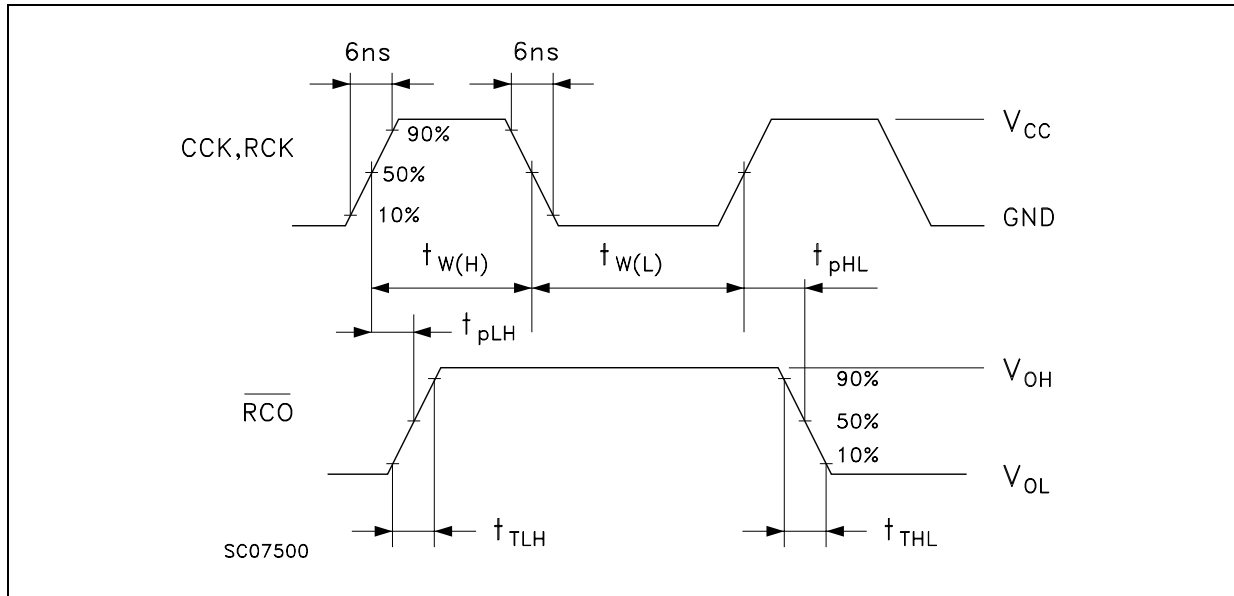 6ns
6ns
CCK,RCK
90%
50%
10%
VCC
GND
tW(H)
tW(L)
tpHL
tpLH
RCO
90%
50%
10%
VOH
VOL
tTLH
tTHL
SC07500